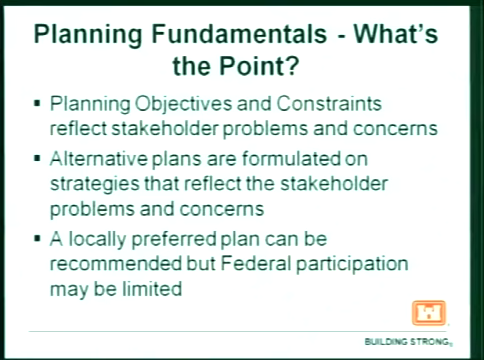 Planning Fundamentals - What's
the Point?
▪ Planning Objectives and Constraints
reflect stakeholder problems and concerns
▪ Alternative plans are formulated on
strategies that reflect the stakeholder
problems and concerns
▪ A locally preferred plan can be
recommended but Federal participation
may be limited
BUILDING STRONG®